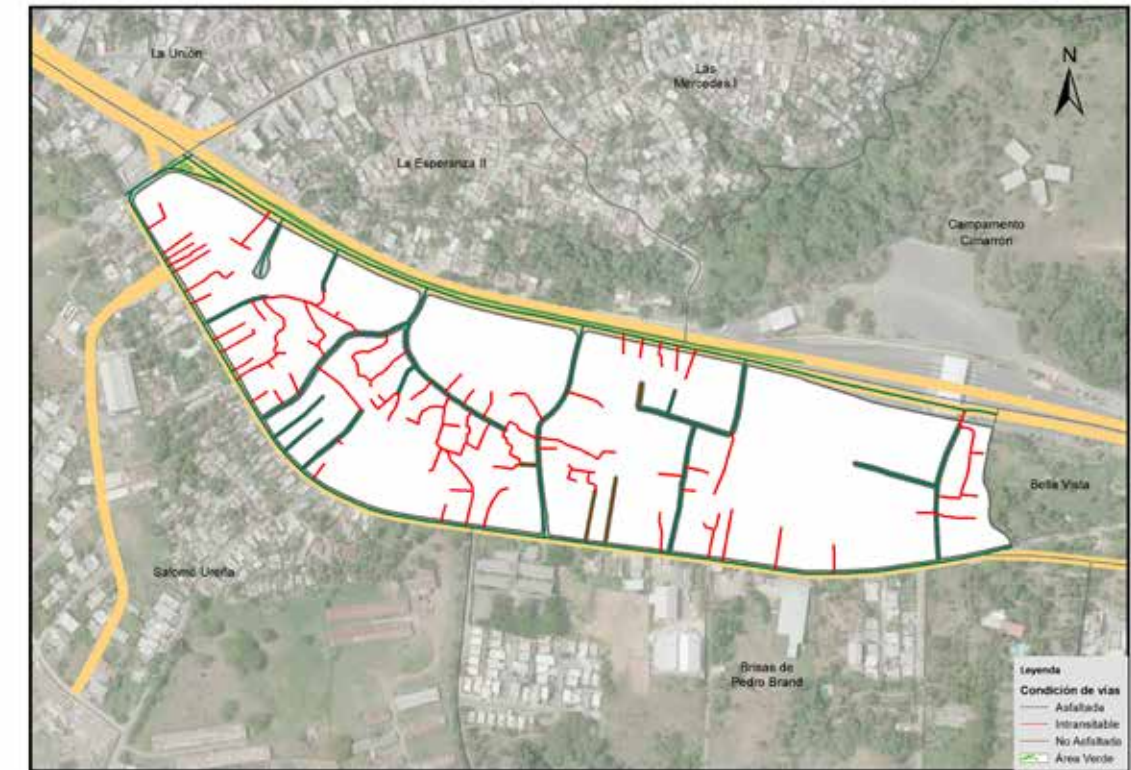 N
La Unión
Las
Mercedes I
La Esperanza II
Campamento
Cimarrón
Bella Vista
Salomé Ureña
Brisas de
Pedro Brand
Leyenda
Condición de vías
Asfaltada
Intransitable
No Asfaltado
Área Verde